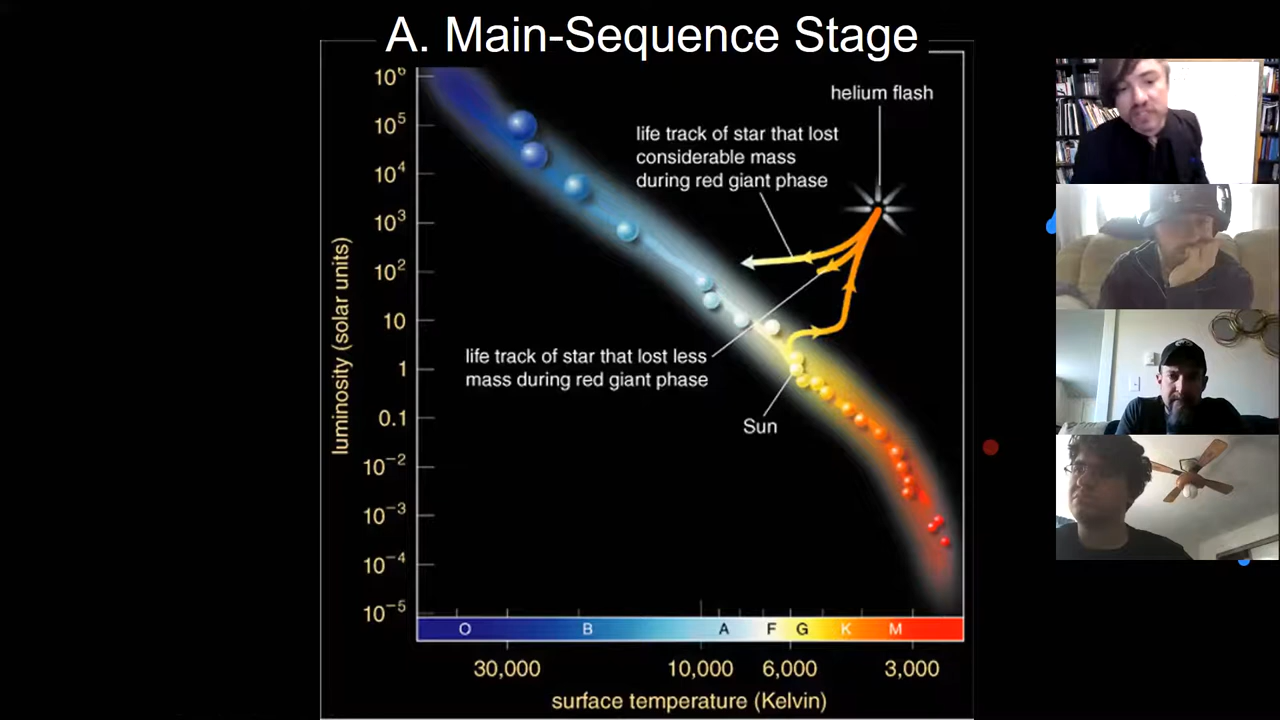 A. Main-Sequence Stage
helium flash
life track of star that lost
considerable mass
during red giant phase
life track of star that lost less
mass during red giant phase
Sun
luminosity (solar units)
10⁶
10⁵
10⁴
10³
10²
10
1
0.1
10⁻²
10⁻³
10⁻⁴
10⁻⁵
O B A F G K M
30,000 10,000 6,000 3,000
surface temperature (Kelvin)